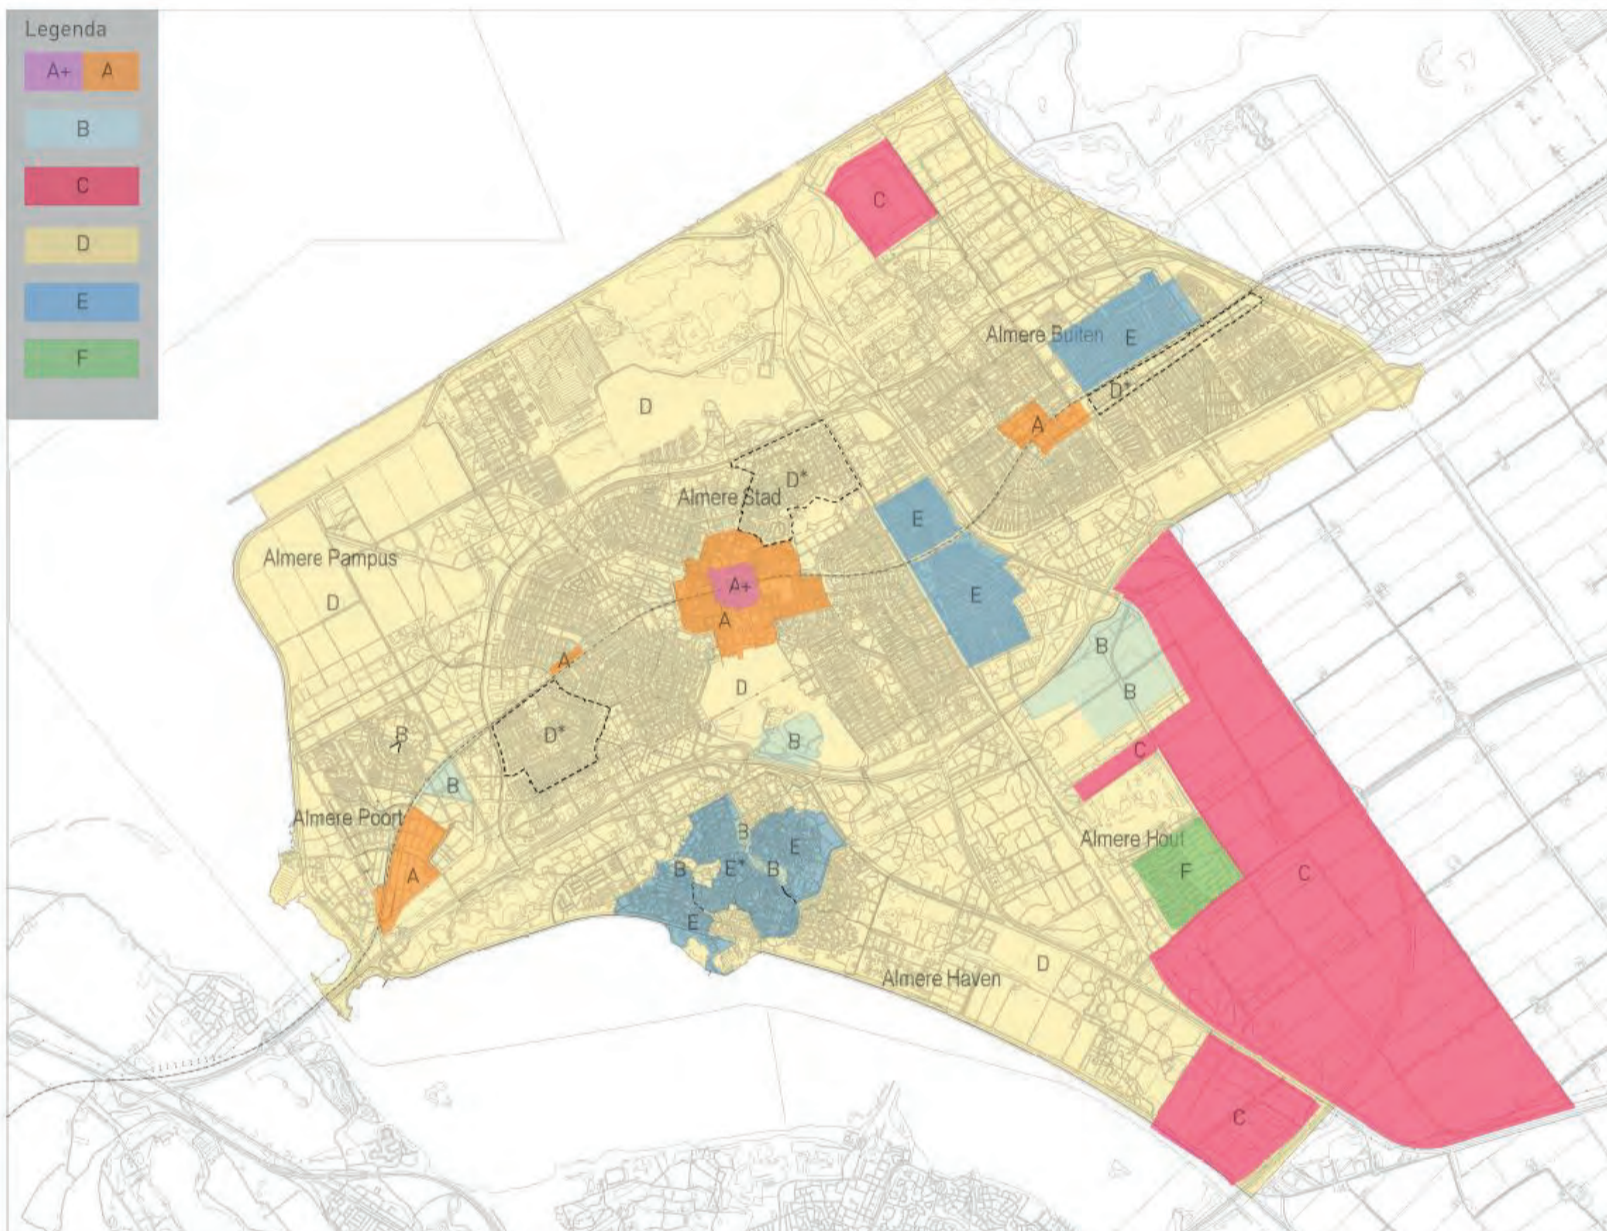 Legenda
A+ A
B
C
D
E
F
C
Almere Buiten
E
D*
D
A
D*
Almere Stad
E
Almere Pampus
A+
E
D
A
B
A
D
B
D*
B
B
C
B
Almere Poort
B
Almere Hout
E
B
E*
B
F
C
A
E
D
Almere Haven
C